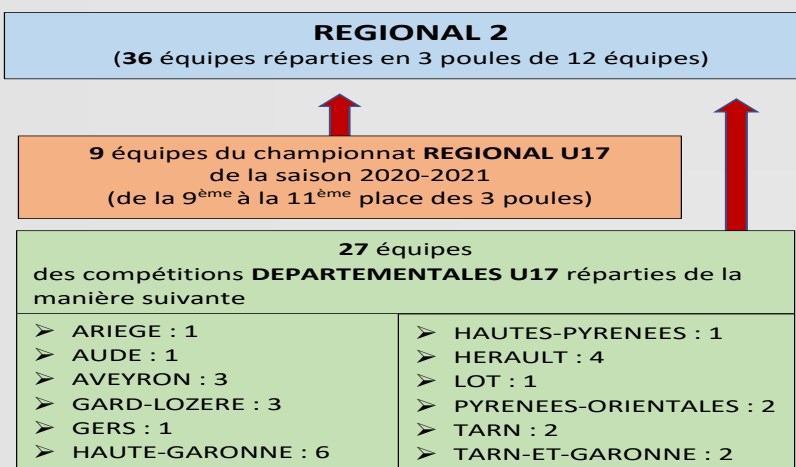 REGIONAL 2
(36 équipes réparties en 3 poules de 12 équipes)
9 équipes du championnat REGIONAL U17
de la saison 2020-2021
(de la 9ème à la 11ème place des 3 poules)
27 équipes
des compétitions DEPARTEMENTALES U17 réparties de la
manière suivante
➢ ARIEGE : 1
➢ AUDE : 1
➢ AVEYRON : 3
➢ GARD-LOZERE : 3
➢ GERS : 1
➢ HAUTE-GARONNE : 6
➢ HAUTES-PYRENEES : 1
➢ HERAULT : 4
➢ LOT : 1
➢ PYRENEES-ORIENTALES : 2
➢ TARN : 2
➢ TARN-ET-GARONNE : 2